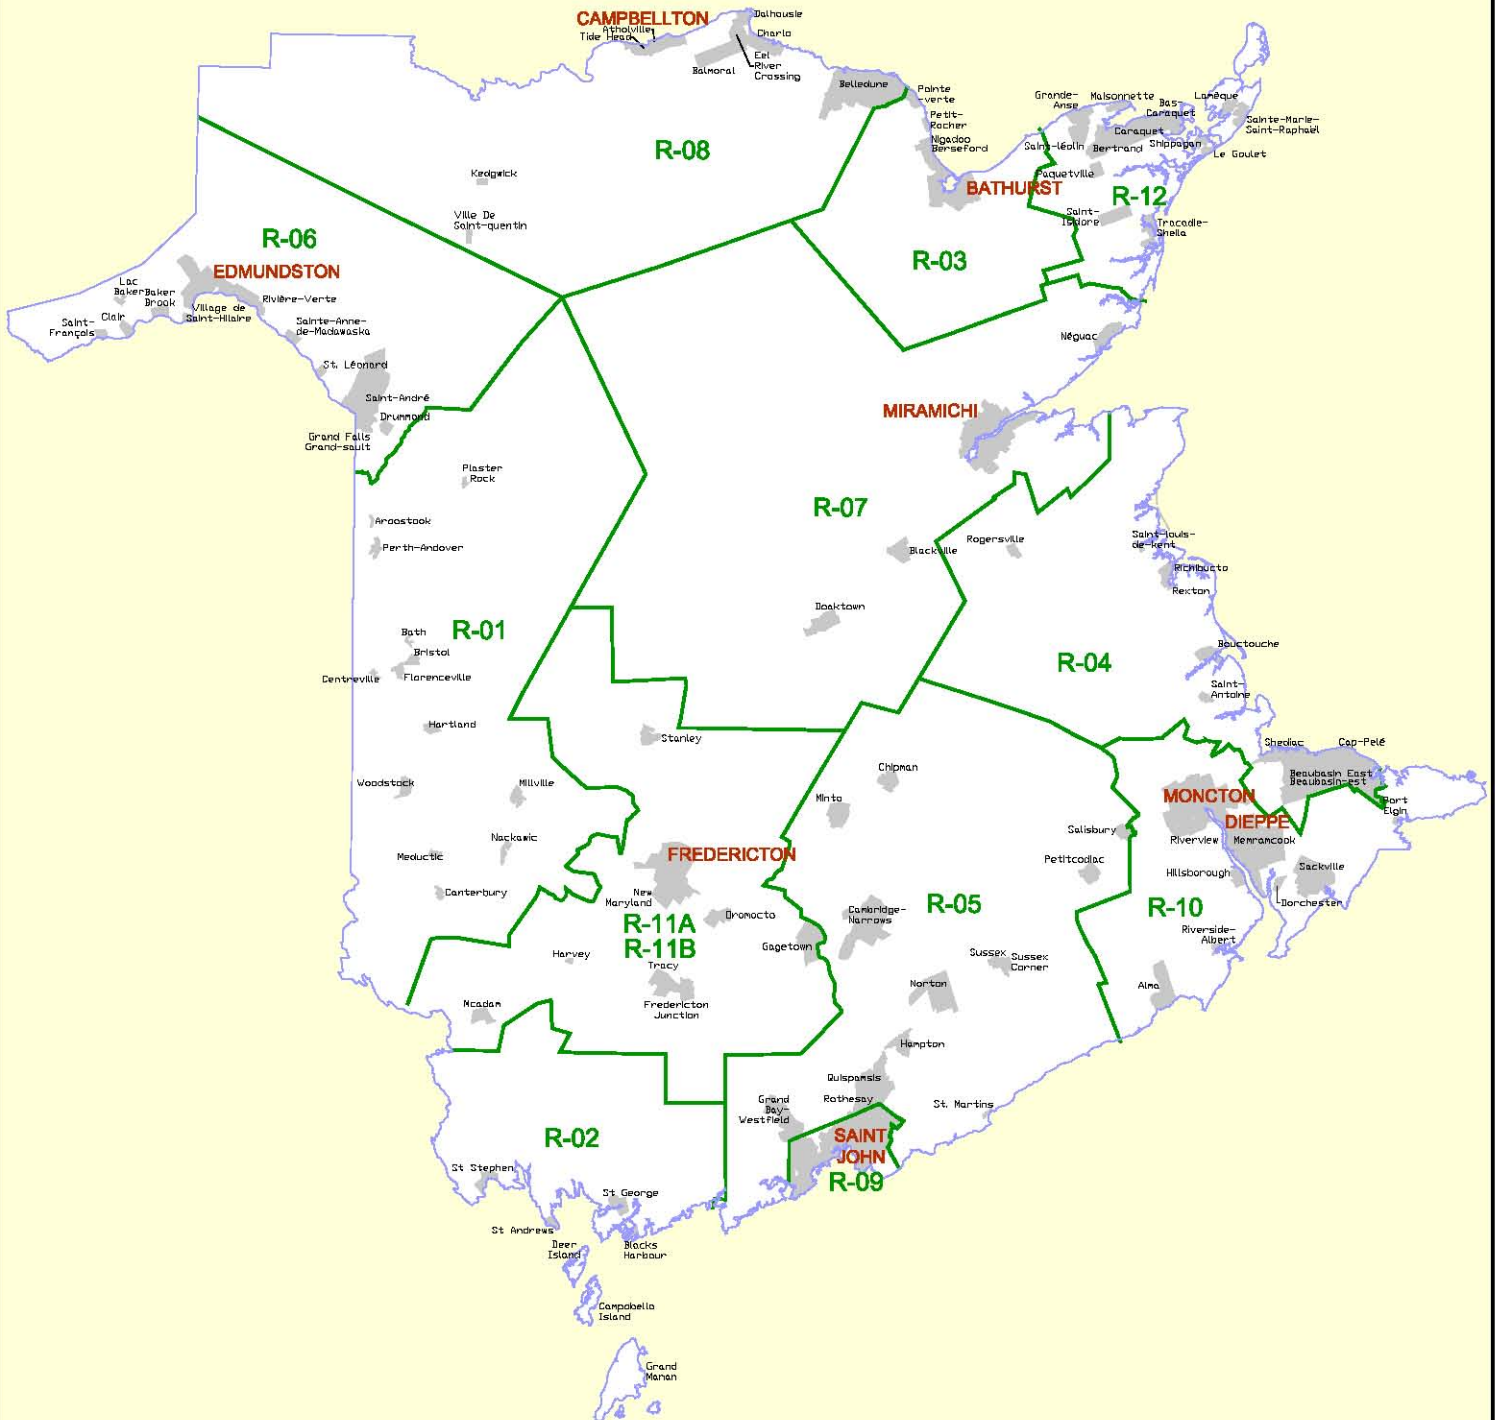 CAMPBELLTON
Dalhousie
Atholville
Tide Head
Charlo
Balmoral
Eel
River
Crossing
Belledune
Pointe
-verte
Petit-
Rocher
Nigadoo
Beresford
Grande-
Anse
Maisonnette
Bas-
Caraquet
Caraquet
Lamèque
Sainte-Marie-
Saint-Raphaël
Shippagan
Le Goulet
Saint-léolin
Bertrand
Paquetville
R-08
Kedgwick
Ville De
Saint-quentin
BATHURST
R-12
Saint-
Isidore
Tracadie-
Sheila
R-06
EDMUNDSTON
R-03
Lac
Baker
Baker
Brook
Rivière-Verte
Village de
Saint-Hilaire
Clair
Saint-
François
Sainte-Anne-
de-Madawaska
Néguac
St. Léonard
Saint-André
Drummond
Grand Falls
Grand-sault
MIRAMICHI
Plaster
Rock
R-07
Aroostook
Perth-Andover
Blackville
Rogersville
Saint-louis-
de-kent
Richibucto
Rexton
Doaktown
R-01
Bath
Bristol
Florenceville
Centreville
R-04
Bouctouche
Saint-
Antoine
Hartland
Stanley
Shediac
Cap-Pelé
Beaubasin East
Beaubasin-est
Chipman
Woodstock
Millville
Minto
MONCTON
Port
Elgin
DIEPPE
Salisbury
Riverview
Memramcook
Nackawic
Meductic
FREDERICTON
Petitcodiac
Hillsborough
Sackville
Canterbury
New
Maryland
Dorchester
R-11A
R-11B
Oromocto
Cambridge-
Narrows
R-05
R-10
Gagetown
Riverside-
Albert
Harvey
Tracy
Sussex
Sussex
Corner
Mcadam
Fredericton
Junction
Norton
Alma
Hampton
Quispamsis
Rothesay
Grand
Bay-
Westfield
St. Martins
R-02
SAINT
JOHN
R-09
St Stephen
St George
St Andrews
Deer
Island
Blacks
Harbour
Campobello
Island
Grand
Manan